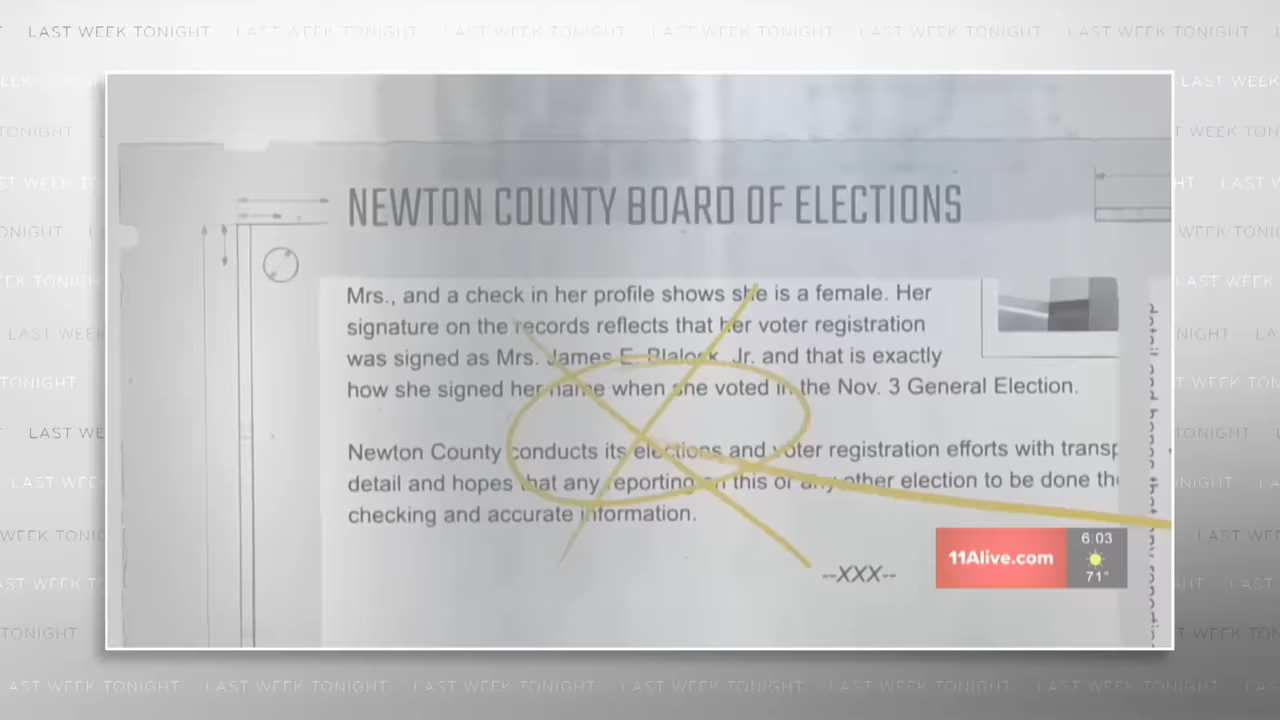 LAST WEEK TONIGHT
NEWTON COUNTY BOARD OF ELECTIONS
Mrs., and a check in her profile shows she is a female. Her
signature on the records reflects that her voter registration
was signed as Mrs. James E. Blalock, Jr. and that is exactly
how she signed her name when she voted in the Nov. 3 General Election.
Newton County conducts its elections and voter registration efforts with transp
detail and hopes that any reporting on this or any other election to be done th
checking and accurate information.
--XXX--
11Alive.com
6:03
71°